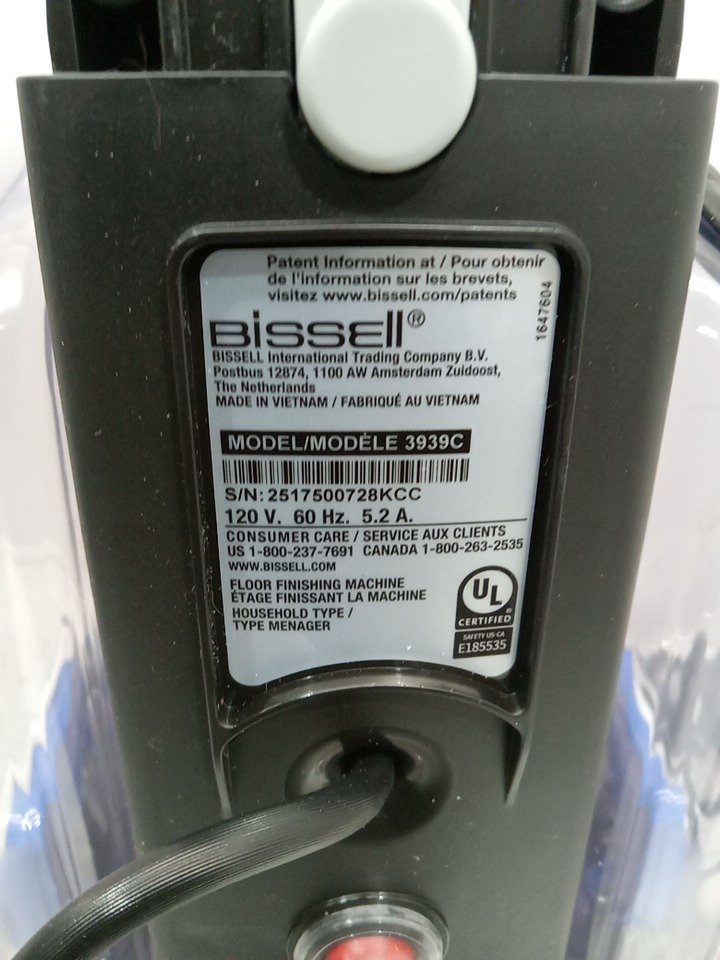 Patent Information at / Pour obtenir
de l'information sur les brevets,
visitez www.bissell.com/patents
1647604
BISSELL®
BISSELL International Trading Company B.V.
Postbus 12874, 1100 AW Amsterdam Zuidoost,
The Netherlands
MADE IN VIETNAM / FABRIQUÉ AU VIETNAM
MODEL/MODÈLE 3939C
S/N: 2517500728KCC
120 V. 60 Hz. 5.2 A.
CONSUMER CARE / SERVICE AUX CLIENTS
US 1-800-237-7691 CANADA 1-800-263-2535
WWW.BISSELL.COM
FLOOR FINISHING MACHINE
ÉTAGE FINISSANT LA MACHINE
HOUSEHOLD TYPE /
TYPE MENAGER
UL®
CERTIFIED
SAFETY US-CA
E185535